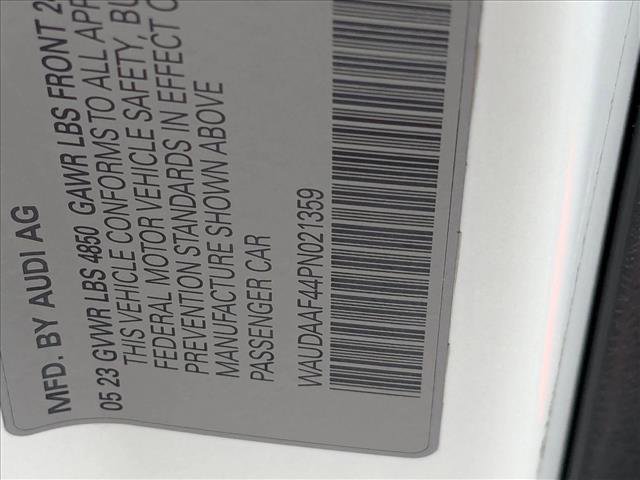 MFD. BY AUDI AG
05 23 GVWR LBS 4850 GAWR LBS FRONT 2
THIS VEHICLE CONFORMS TO ALL APP
FEDERAL MOTOR VEHICLE SAFETY, BU
PREVENTION STANDARDS IN EFFECT O
MANUFACTURE SHOWN ABOVE
PASSENGER CAR
WAUDAAF44PN021359